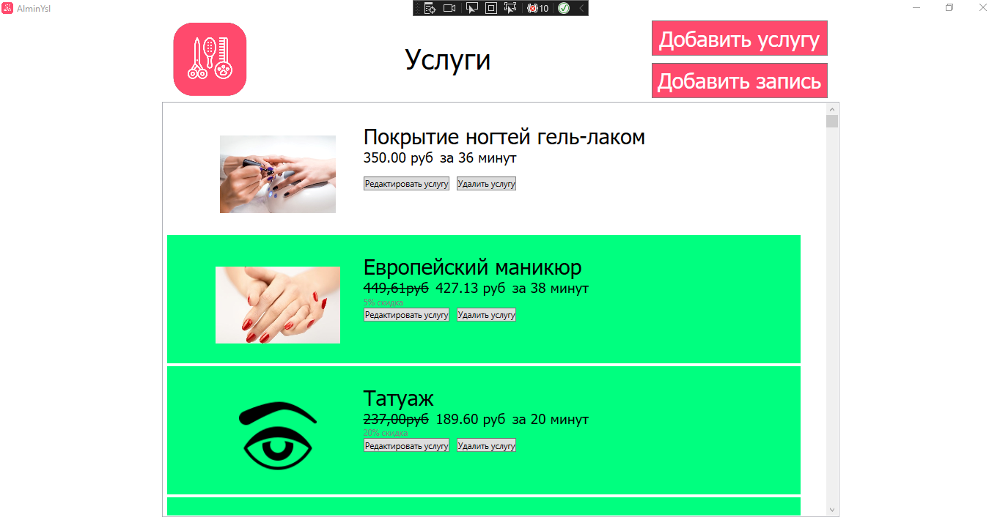 AlminYsl
10
Услуги
Добавить услугу
Добавить запись
Покрытие ногтей гель-лаком
350.00 руб за 36 минут
Редактировать услугу Удалить услугу
Европейский маникюр
449,61руб 427.13 руб за 38 минут
5% скидка
Редактировать услугу Удалить услугу
Татуаж
237,00руб 189.60 руб за 20 минут
20% скидка
Редактировать услугу Удалить услугу